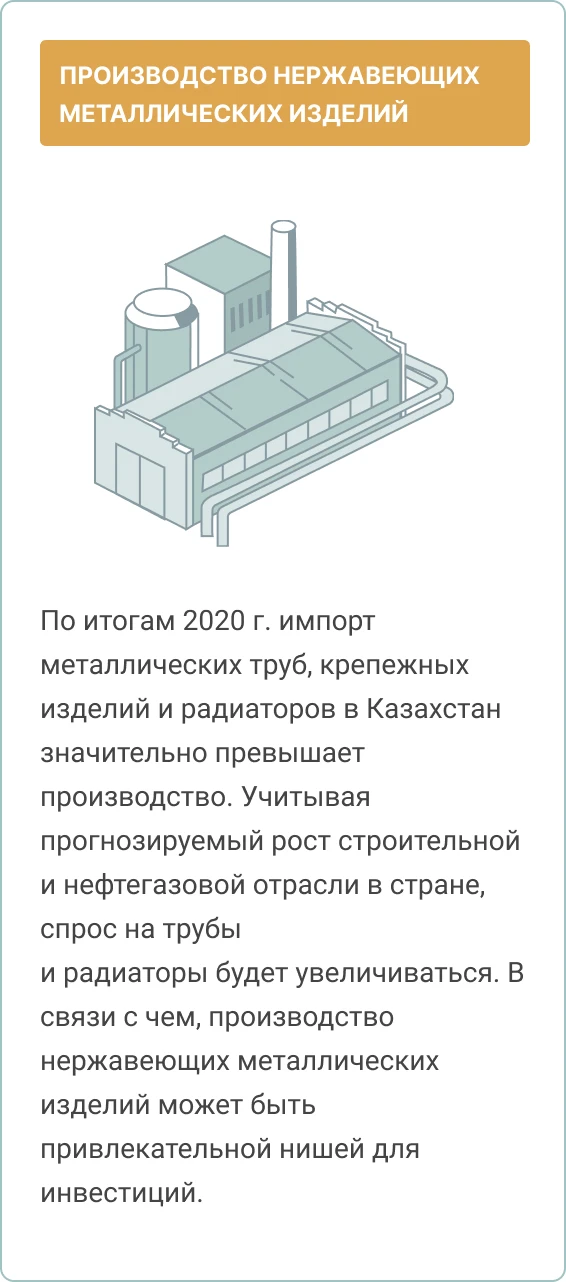 ПРОИЗВОДСТВО НЕРЖАВЕЮЩИХ
МЕТАЛЛИЧЕСКИХ ИЗДЕЛИЙ
По итогам 2020 г. импорт
металлических труб, крепежных
изделий и радиаторов в Казахстан
значительно превышает
производство. Учитывая
прогнозируемый рост строительной
и нефтегазовой отрасли в стране,
спрос на трубы
и радиаторы будет увеличиваться. В
связи с чем, производство
нержавеющих металлических
изделий может быть
привлекательной нишей для
инвестиций.